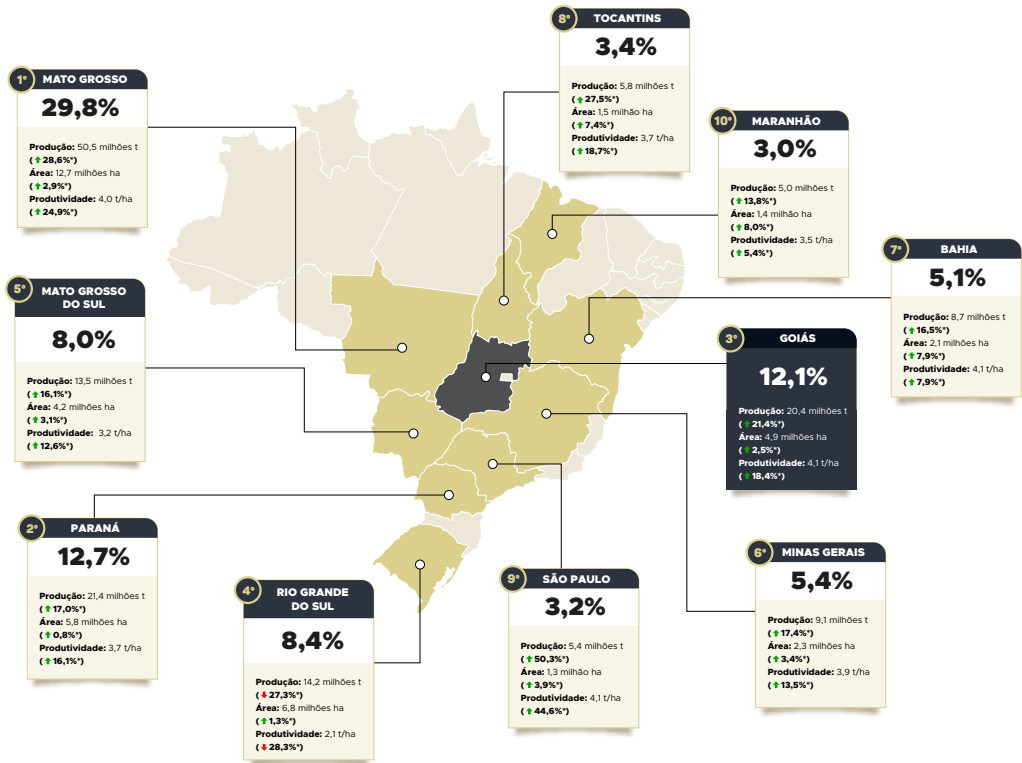 1º MATO GROSSO
29,8%
Produção: 50,5 milhões t
(⬆28,6%*)
Área: 12,7 milhões ha
(⬆2,9%*)
Produtividade: 4,0 t/ha
(⬆24,9%*)
8º TOCANTINS
3,4%
Produção: 5,8 milhões t
(⬆27,5%*)
Área: 1,5 milhão ha
(⬆7,4%*)
Produtividade: 3,7 t/ha
(⬆18,7%*)
10º MARANHÃO
3,0%
Produção: 5,0 milhões t
(⬆13,8%*)
Área: 1,4 milhão ha
(⬆8,0%*)
Produtividade: 3,5 t/ha
(⬆5,4%*)
7º BAHIA
5,1%
Produção: 8,7 milhões t
(⬆16,5%*)
Área: 2,1 milhões ha
(⬆7,9%*)
Produtividade: 4,1 t/ha
(⬆7,9%*)
5º MATO GROSSO
DO SUL
8,0%
Produção: 13,5 milhões t
(⬆16,1%*)
Área: 4,2 milhões ha
(⬆3,1%*)
Produtividade: 3,2 t/ha
(⬆12,6%*)
3º GOIÁS
12,1%
Produção: 20,4 milhões t
(⬆21,4%*)
Área: 4,9 milhões ha
(⬆2,5%*)
Produtividade: 4,1 t/ha
(⬆18,4%*)
2º PARANÁ
12,7%
Produção: 21,4 milhões t
(⬆17,0%*)
Área: 5,8 milhões ha
(⬆0,8%*)
Produtividade: 3,7 t/ha
(⬆16,1%*)
4º RIO GRANDE
DO SUL
8,4%
Produção: 14,2 milhões t
(⬇27,3%*)
Área: 6,8 milhões ha
(⬆1,3%*)
Produtividade: 2,1 t/ha
(⬇28,3%*)
9º SÃO PAULO
3,2%
Produção: 5,4 milhões t
(⬆50,3%*)
Área: 1,3 milhão ha
(⬆3,9%*)
Produtividade: 4,1 t/ha
(⬆44,6%*)
6º MINAS GERAIS
5,4%
Produção: 9,1 milhões t
(⬆17,4%*)
Área: 2,3 milhões ha
(⬆3,4%*)
Produtividade: 3,9 t/ha
(⬆13,5%*)